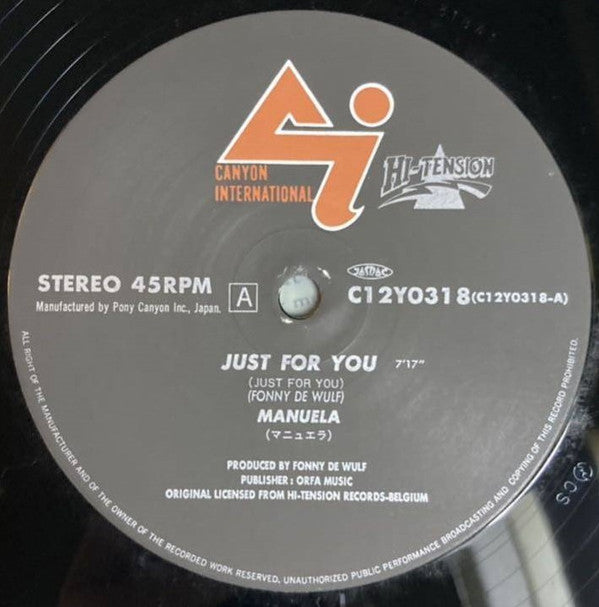 CANYON
INTERNATIONAL
HI-TENSION
STEREO 45RPM
Manufactured by Pony Canyon Inc., Japan.
A
JASRAC
C12Y0318(C12Y0318-A)
JUST FOR YOU 7'17"
(JUST FOR YOU)
(FONNY DE WULF)
MANUELA
(マニュエラ)
PRODUCED BY FONNY DE WULF
PUBLISHER : ORFA MUSIC
ORIGINAL LICENSED FROM HI-TENSION RECORDS-BELGIUM
ALL RIGHT OF THE MANUFACTURER AND OF THE OWNER OF THE RECORDED WORK RESERVED. UNAUTHORIZED PUBLIC PERFORMANCE BROADCASTING AND COPYING OF THIS RECORD PROHIBITED.